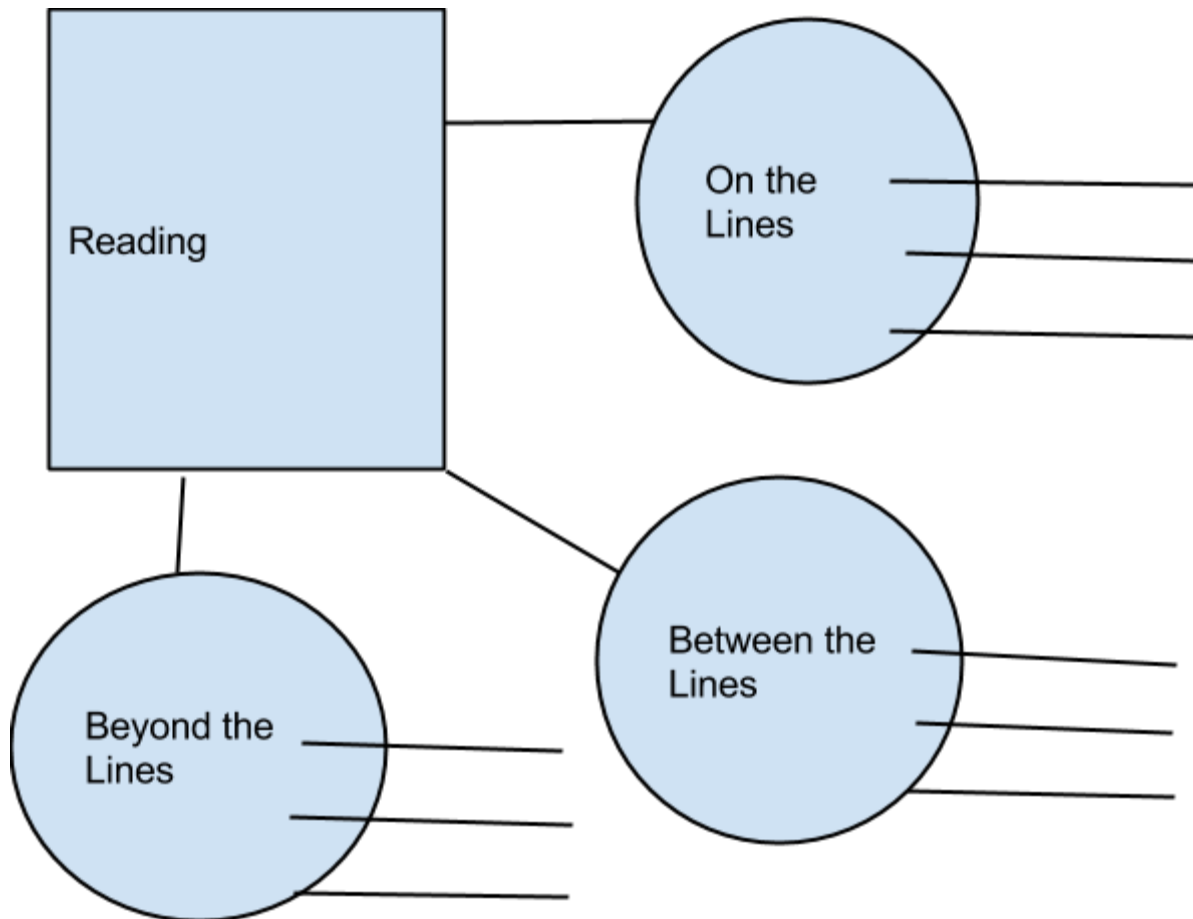 Reading
On the
Lines
Between the
Lines
Beyond the
Lines